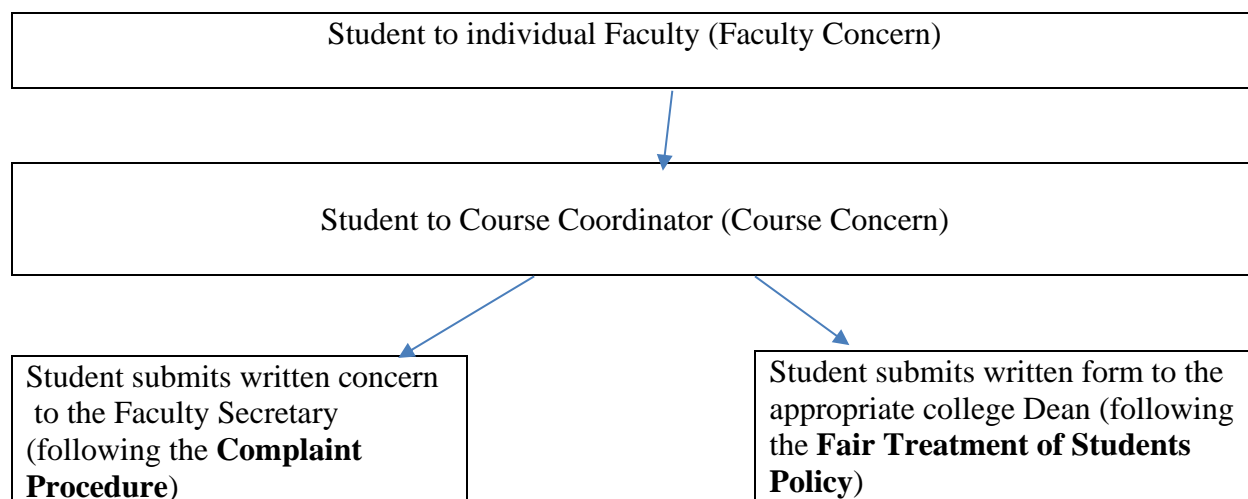 Student to individual Faculty (Faculty Concern)
Student to Course Coordinator (Course Concern)
Student submits written concern
to the Faculty Secretary
(following the Complaint
Procedure)
Student submits written form to the
appropriate college Dean (following
the Fair Treatment of Students
Policy)